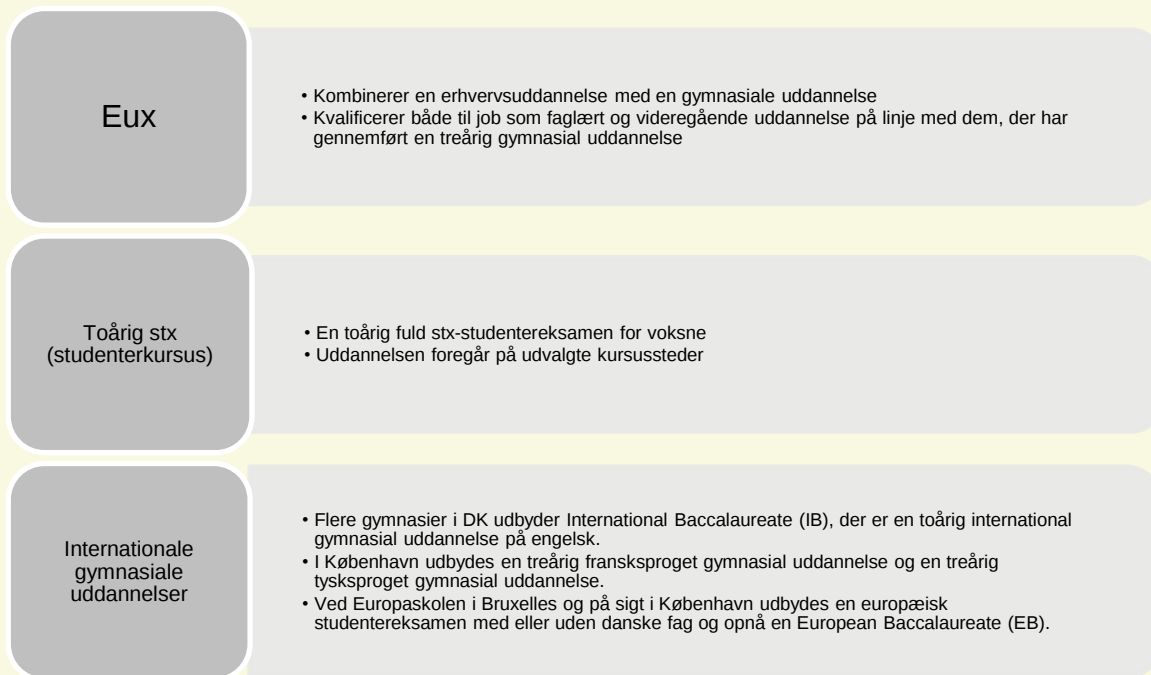 Eux
• Kombinerer en erhvervsuddannelse med en gymnasiale uddannelse
• Kvalificerer både til job som faglært og videregående uddannelse på linje med dem, der har
gennemført en treårig gymnasial uddannelse
Toårig stx
(studenterkursus)
• En toårig fuld stx-studentereksamen for voksne
• Uddannelsen foregår på udvalgte kursussteder
Internationale
gymnasiale
uddannelser
• Flere gymnasier i DK udbyder International Baccalaureate (IB), der er en toårig international
gymnasial uddannelse på engelsk.
• I København udbydes en treårig fransksproget gymnasial uddannelse og en treårig
tysksproget gymnasial uddannelse.
• Ved Europaskolen i Bruxelles og på sigt i København udbydes en europæisk
studentereksamen med eller uden danske fag og opnå en European Baccalaureate (EB).